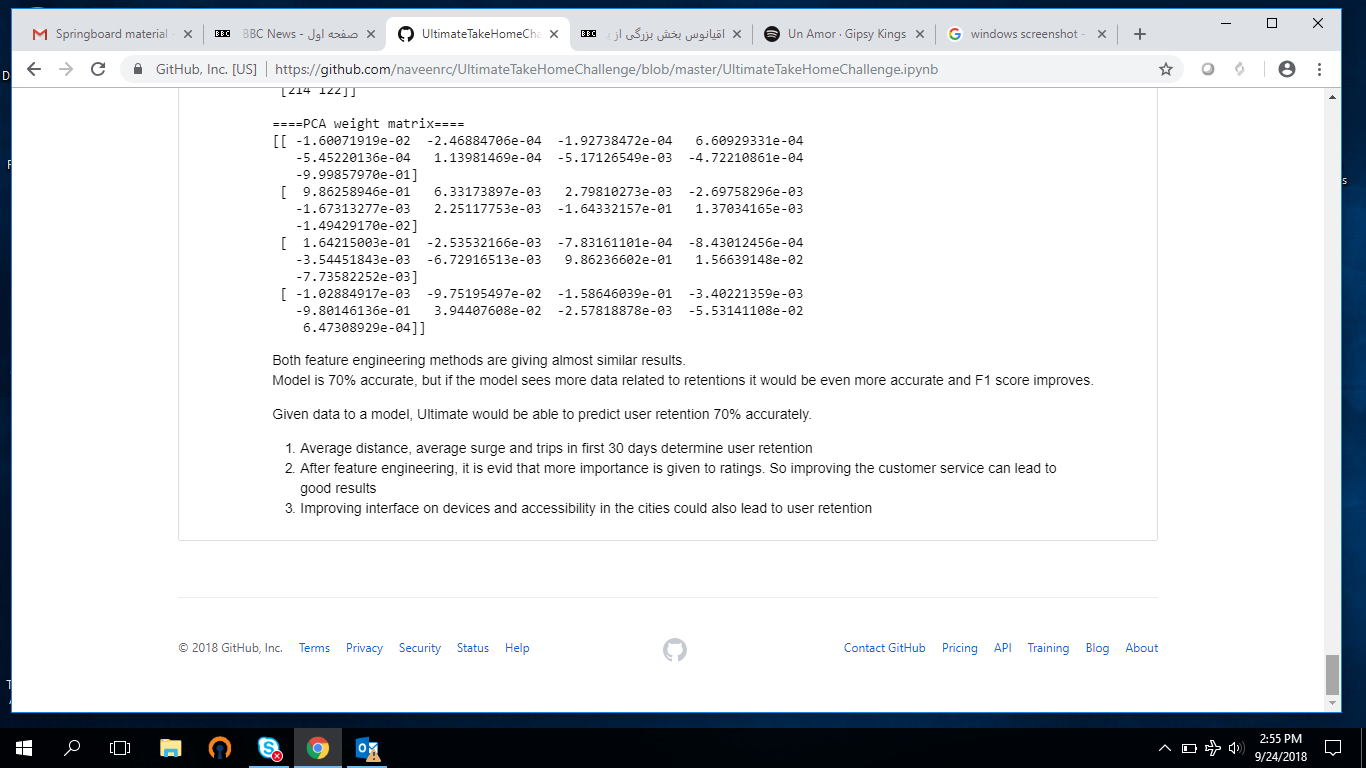 Springboard material -
BBC News - صفحه اول
UltimateTakeHomeCha
اقیانوس بخش بزرگی از
Un Amor · Gipsy Kings
windows screenshot -
GitHub, Inc. [US] | https://github.com/naveenrc/UltimateTakeHomeChallenge/blob/master/UltimateTakeHomeChallenge.ipynb
[214 122]]
====PCA weight matrix====
[[ -1.60071919e-02 -2.46884706e-04 -1.92738472e-04 6.60929331e-04
-5.45220136e-04 1.13981469e-04 -5.17126549e-03 -4.72210861e-04
-9.99857970e-01]
[ 9.86258946e-01 6.33173897e-03 2.79810273e-03 -2.69758296e-03
-1.67313277e-03 2.25117753e-03 -1.64332157e-01 1.37034165e-03
-1.49429170e-02]
[ 1.64215003e-01 -2.53532166e-03 -7.83161101e-04 -8.43012456e-04
-3.54451843e-03 -6.72916513e-03 9.86236602e-01 1.56639148e-02
-7.73582252e-03]
[ -1.02884917e-03 -9.75195497e-02 -1.58646039e-01 -3.40221359e-03
-9.80146136e-01 3.94407608e-02 -2.57818878e-03 -5.53141108e-02
6.47308929e-04]]
Both feature engineering methods are giving almost similar results.
Model is 70% accurate, but if the model sees more data related to retentions it would be even more accurate and F1 score improves.
Given data to a model, Ultimate would be able to predict user retention 70% accurately.
1. Average distance, average surge and trips in first 30 days determine user retention
2. After feature engineering, it is evid that more importance is given to ratings. So improving the customer service can lead to
good results
3. Improving interface on devices and accessibility in the cities could also lead to user retention
© 2018 GitHub, Inc. Terms Privacy Security Status Help
Contact GitHub Pricing API Training Blog About
2:55 PM
9/24/2018